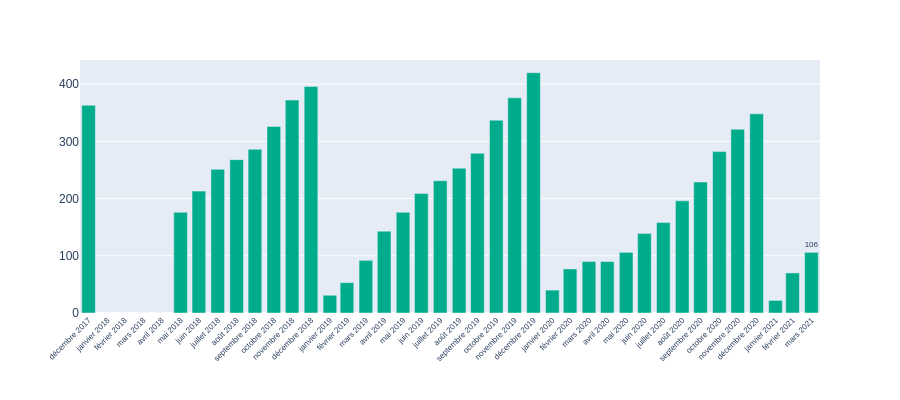 400
300
200
100
0
106
décembre 2017
janvier 2018
février 2018
mars 2018
avril 2018
mai 2018
juin 2018
juillet 2018
août 2018
septembre 2018
octobre 2018
novembre 2018
décembre 2018
janvier 2019
février 2019
mars 2019
avril 2019
mai 2019
juin 2019
juillet 2019
août 2019
septembre 2019
octobre 2019
novembre 2019
décembre 2019
janvier 2020
février 2020
mars 2020
avril 2020
mai 2020
juin 2020
juillet 2020
août 2020
septembre 2020
octobre 2020
novembre 2020
décembre 2020
janvier 2021
février 2021
mars 2021